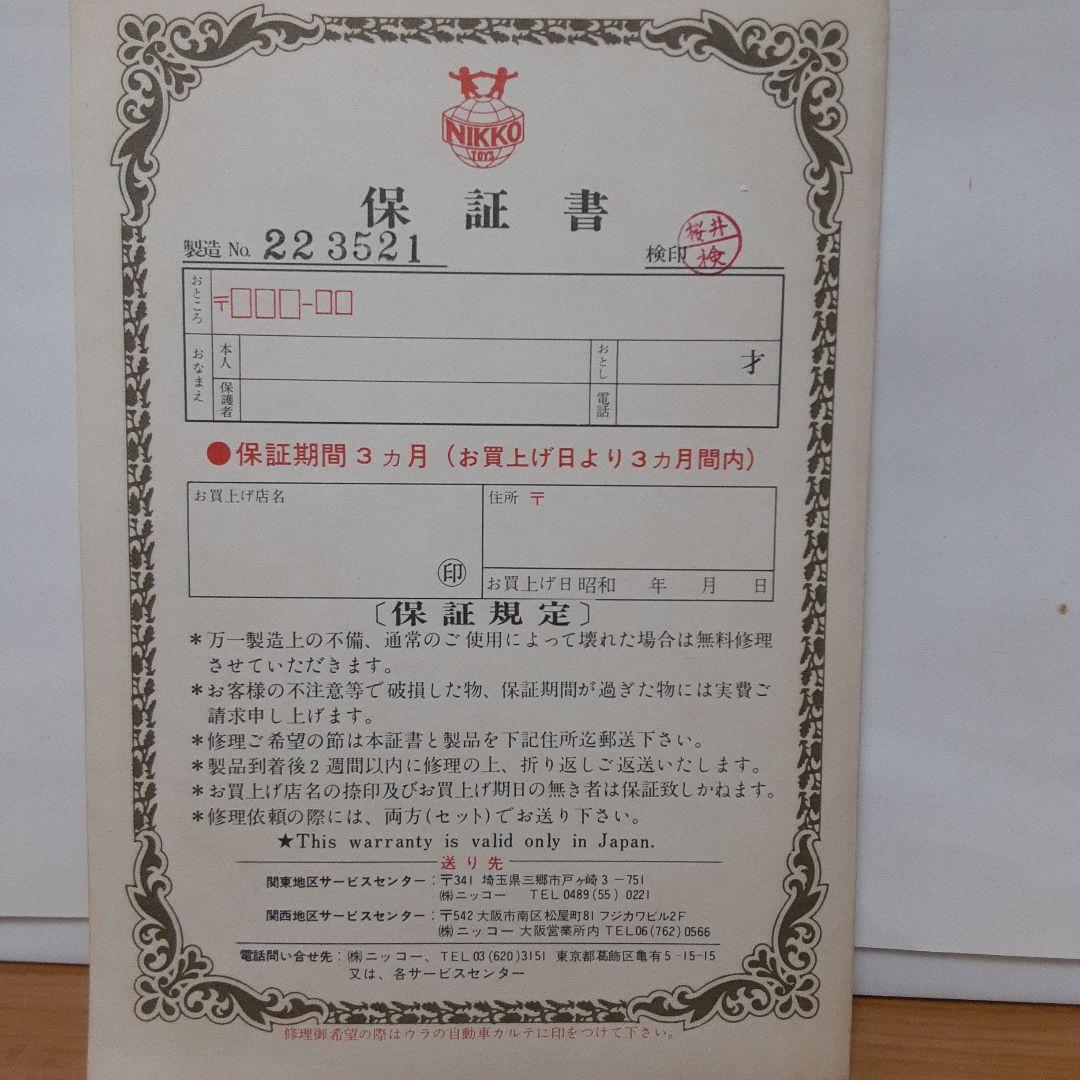 NIKKO
TOYS
保証書
製造 No. 22 3521
検印
桜井
検
おところ 〒□□□-□□
おなまえ 本人 おとし 才
保護者 電話
●保証期間3ヵ月（お買上げ日より3ヵ月間内）
お買上げ店名 住所 〒
㊞
お買上げ日 昭和 年 月 日
〔保証規定〕
＊万一製造上の不備、通常のご使用によって壊れた場合は無料修理
させていただきます。
＊お客様の不注意等で破損した物、保証期間が過ぎた物には実費ご
請求申し上げます。
＊修理ご希望の節は本証書と製品を下記住所迄郵送下さい。
＊製品到着後2週間以内に修理の上、折り返しご返送いたします。
＊お買上げ店名の捺印及びお買上げ期日の無き者は保証致しかねます。
＊修理依頼の際には、両方(セット)でお送り下さい。
★This warranty is valid only in Japan.
送り先
関東地区サービスセンター：〒341 埼玉県三郷市戸ヶ崎3-751
㈱ニッコー TEL 0489(55)0221
関西地区サービスセンター：〒542 大阪市南区松屋町81 フジカワビル2F
㈱ニッコー 大阪営業所内 TEL 06(762)0566
電話問い合せ先：㈱ニッコー、TEL 03(620)3151 東京都葛飾区亀有5-15-15
又は、各サービスセンター
修理御希望の際はウラの自動車カルテに印をつけて下さい。